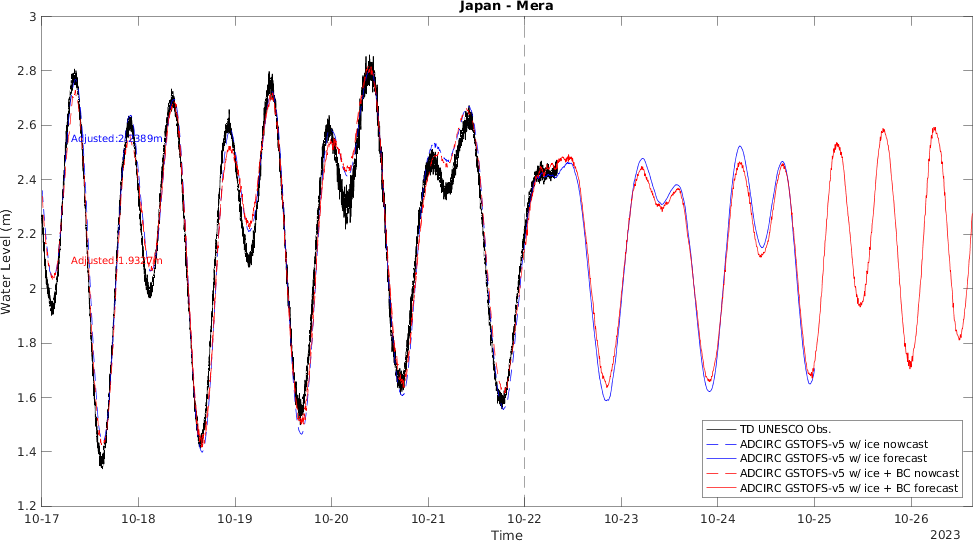 Japan - Mera
3
2.8
2.6
2.4
2.2
2
1.8
1.6
1.4
1.2
Water Level (m)
Adjusted:2.2389m
Adjusted:1.9327m
TD UNESCO Obs.
ADCIRC GSTOFS-v5 w/ ice nowcast
ADCIRC GSTOFS-v5 w/ ice forecast
ADCIRC GSTOFS-v5 w/ ice + BC nowcast
ADCIRC GSTOFS-v5 w/ ice + BC forecast
10-17 10-18 10-19 10-20 10-21 10-22 10-23 10-24 10-25 10-26
Time
2023